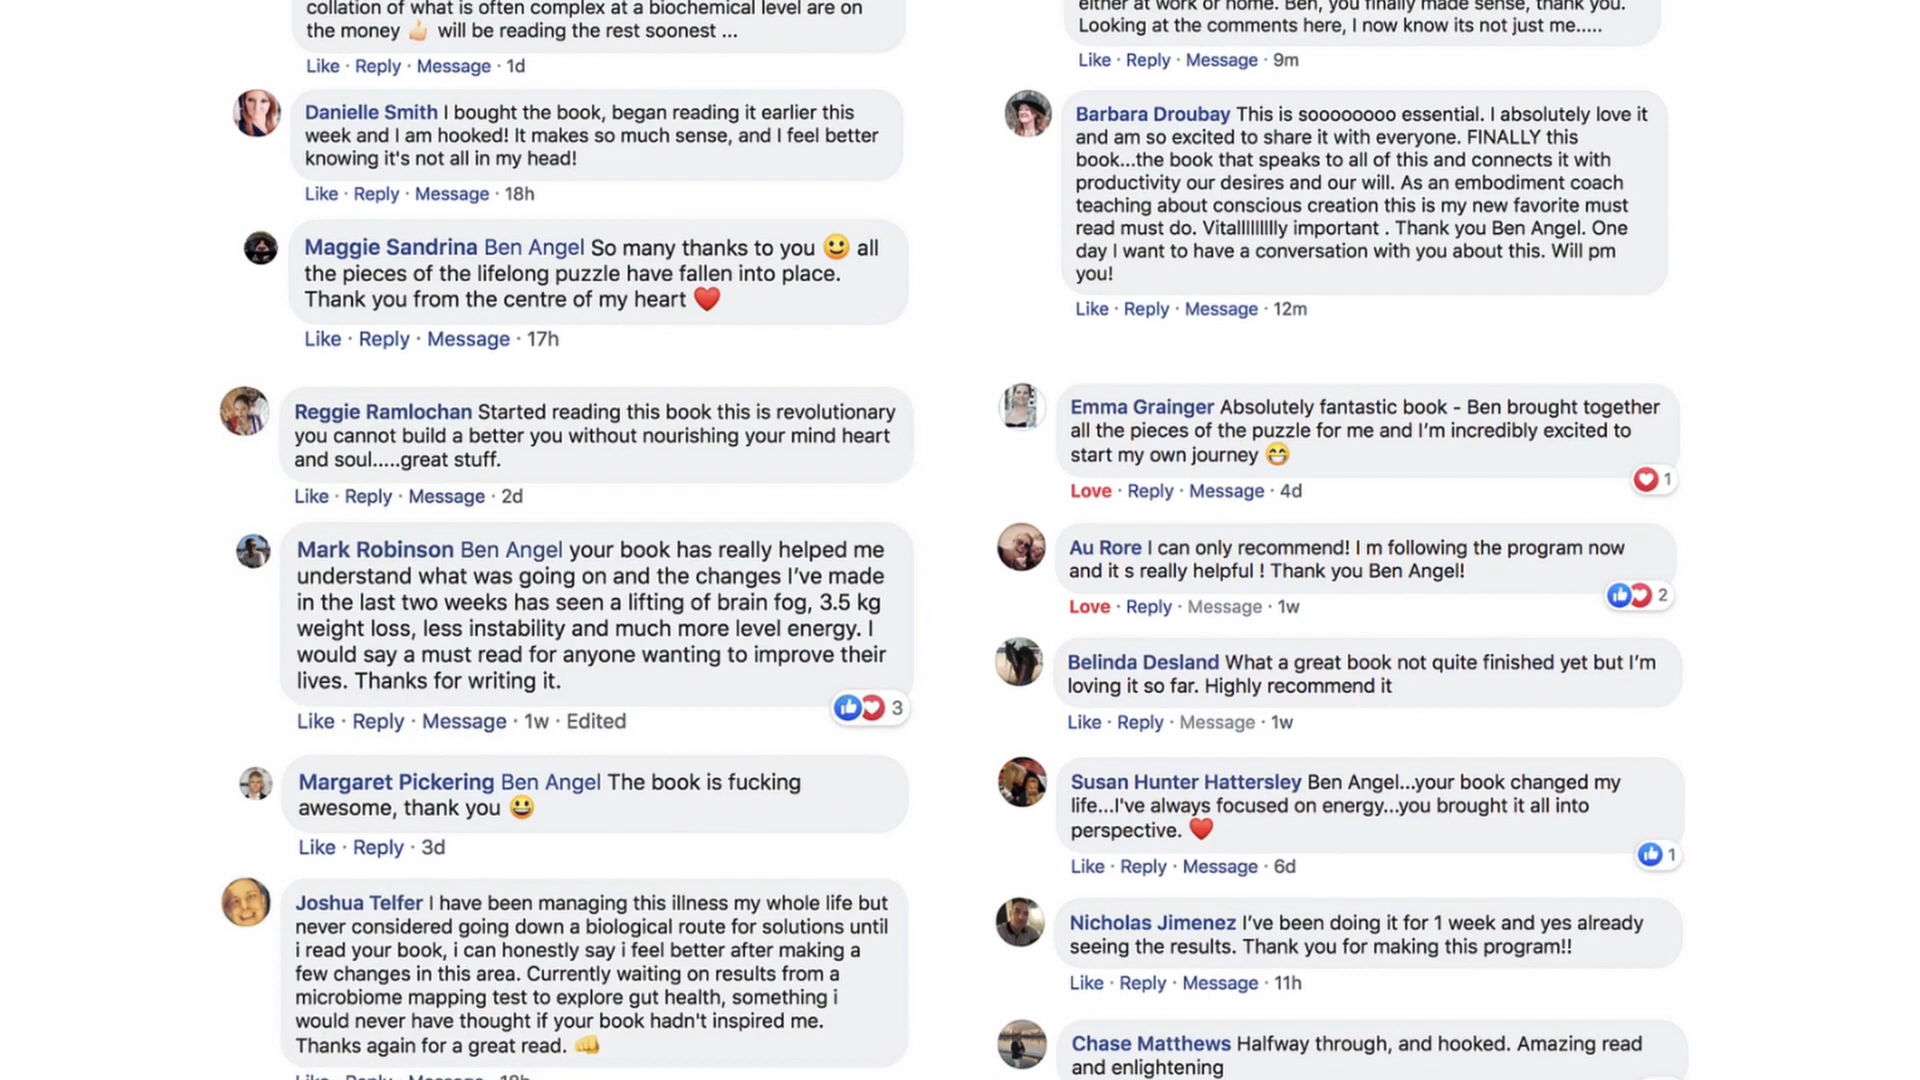 collation of what is often complex at a biochemical level are on
the money 👍🏻 will be reading the rest soonest ...
Like · Reply · Message · 1d
Danielle Smith I bought the book, began reading it earlier this
week and I am hooked! It makes so much sense, and I feel better
knowing it's not all in my head!
Like · Reply · Message · 18h
Maggie Sandrina Ben Angel So many thanks to you 🙂 all
the pieces of the lifelong puzzle have fallen into place.
Thank you from the centre of my heart ❤️
Like · Reply · Message · 17h
Reggie Ramlochan Started reading this book this is revolutionary
you cannot build a better you without nourishing your mind heart
and soul.....great stuff.
Like · Reply · Message · 2d
Mark Robinson Ben Angel your book has really helped me
understand what was going on and the changes I've made
in the last two weeks has seen a lifting of brain fog, 3.5 kg
weight loss, less instability and much more level energy. I
would say a must read for anyone wanting to improve their
lives. Thanks for writing it.
3
Like · Reply · Message · 1w · Edited
Margaret Pickering Ben Angel The book is fucking
awesome, thank you 😃
Like · Reply · 3d
Joshua Telfer I have been managing this illness my whole life but
never considered going down a biological route for solutions until
i read your book, i can honestly say i feel better after making a
few changes in this area. Currently waiting on results from a
microbiome mapping test to explore gut health, something i
would never have thought if your book hadn't inspired me.
Thanks again for a great read. 👊
Like · Reply · Message · 18h
either at work or home. Ben, you finally made sense, thank you.
Looking at the comments here, I now know its not just me.....
Like · Reply · Message · 9m
Barbara Droubay This is soooooooo essential. I absolutely love it
and am so excited to share it with everyone. FINALLY this
book...the book that speaks to all of this and connects it with
productivity our desires and our will. As an embodiment coach
teaching about conscious creation this is my new favorite must
read must do. Vitallllllllly important . Thank you Ben Angel. One
day I want to have a conversation with you about this. Will pm
you!
Like · Reply · Message · 12m
Emma Grainger Absolutely fantastic book - Ben brought together
all the pieces of the puzzle for me and I'm incredibly excited to
start my own journey 😁
1
Love · Reply · Message · 4d
Au Rore I can only recommend! I m following the program now
and it s really helpful ! Thank you Ben Angel!
2
Love · Reply · Message · 1w
Belinda Desland What a great book not quite finished yet but I'm
loving it so far. Highly recommend it
Like · Reply · Message · 1w
Susan Hunter Hattersley Ben Angel...your book changed my
life...I've always focused on energy...you brought it all into
perspective. ❤️
1
Like · Reply · Message · 6d
Nicholas Jimenez I've been doing it for 1 week and yes already
seeing the results. Thank you for making this program!!
Like · Reply · Message · 11h
Chase Matthews Halfway through, and hooked. Amazing read
and enlightening